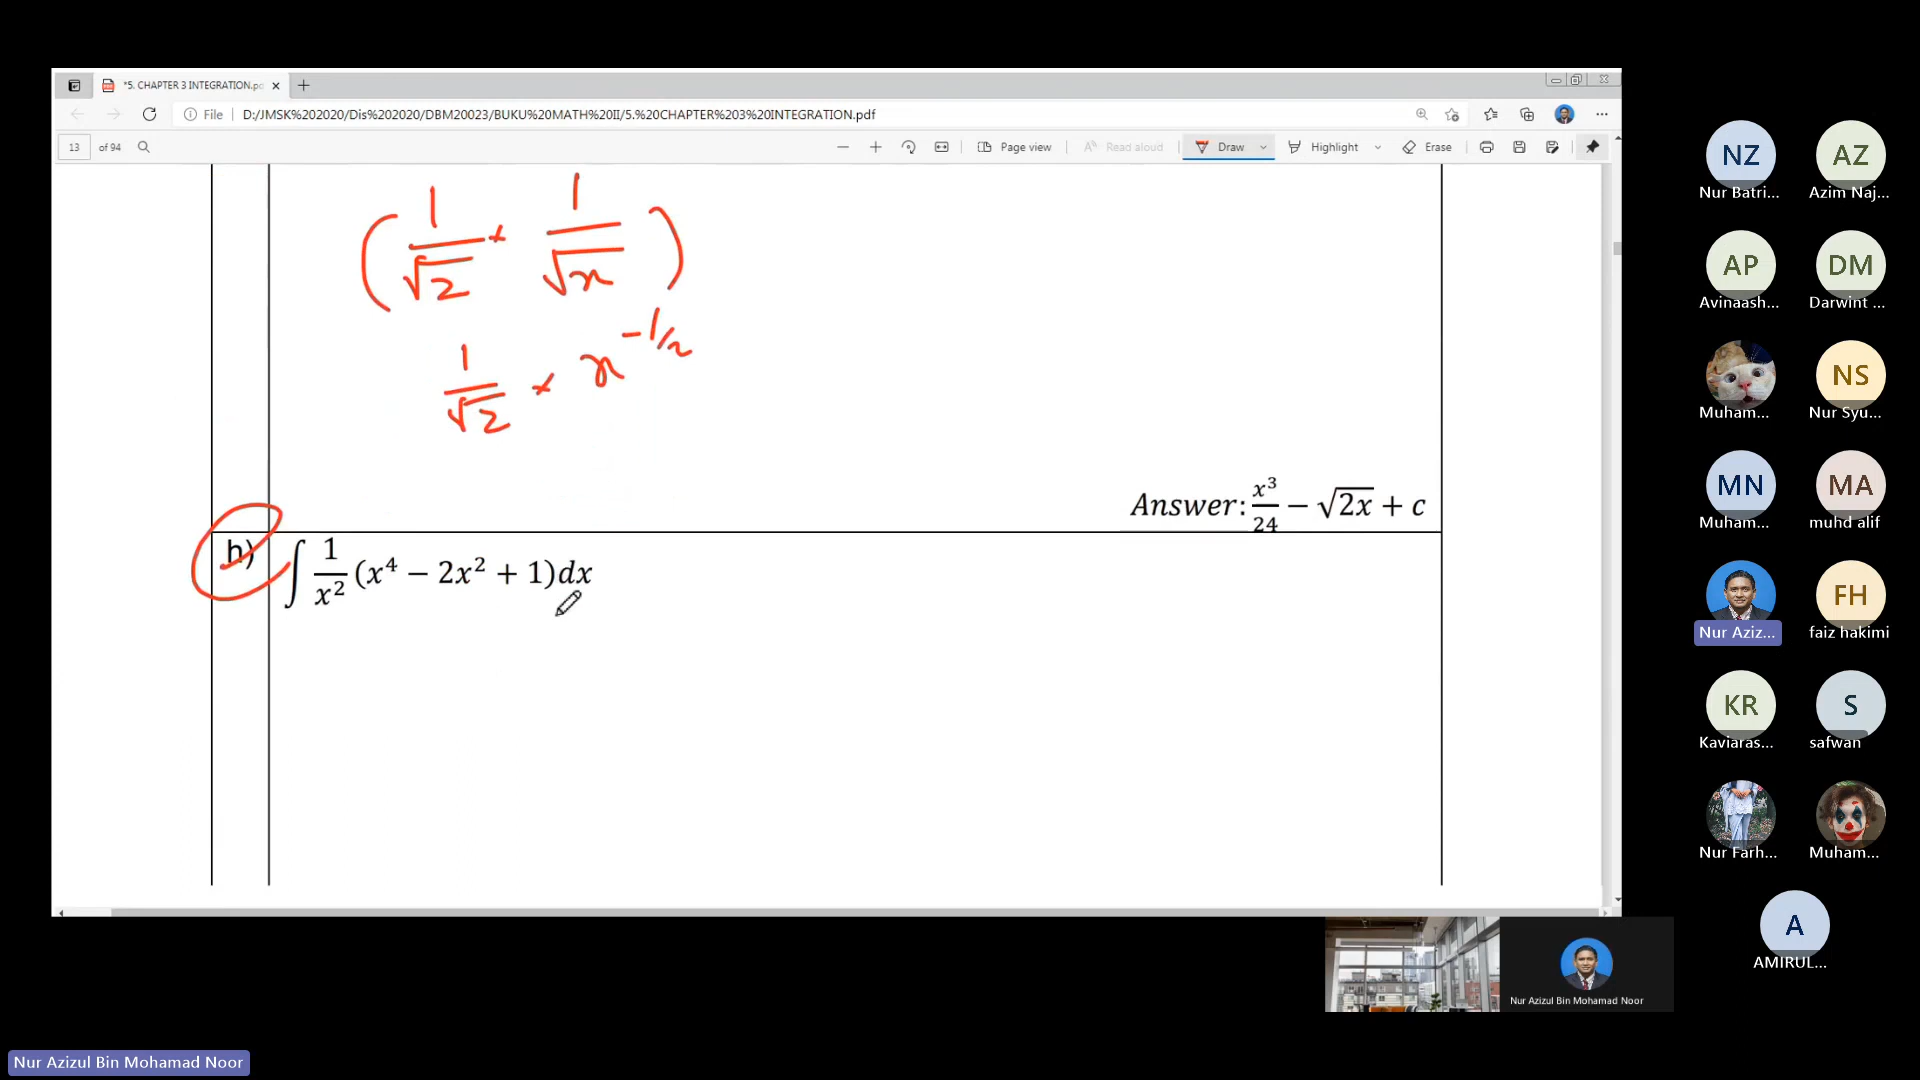 *5. CHAPTER 3 INTEGRATION.pd
File D:/JMSK%202020/Dis%202020/DBM20023/BUKU%20MATH%20II/5.%20CHAPTER%203%20INTEGRATION.pdf
13 of 94 Page view Read aloud Draw Highlight Erase
(1/√2 × 1/√x)
1/√2 × x^(-1/2)
Answer: x³/24 − √2x + c
h) ∫ 1/x² (x⁴ − 2x² + 1)dx
NZ AZ
Nur Batri... Azim Naj...
AP DM
Avinaash... Darwint ...
NS
Muham... Nur Syu...
MN MA
Muham... muhd alif
FH
Nur Aziz... faiz hakimi
KR S
Kaviaras... safwan
Nur Farh... Muham...
A
AMIRUL...
Nur Azizul Bin Mohamad Noor
Nur Azizul Bin Mohamad Noor